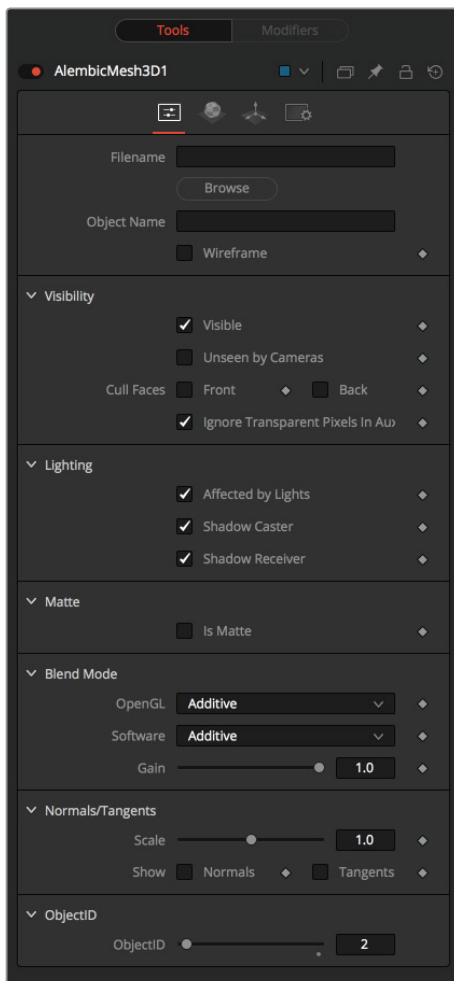 Tools Modifiers
AlembicMesh3D1
Filename
Browse
Object Name
Wireframe
Visibility
Visible
Unseen by Cameras
Cull Faces Front Back
Ignore Transparent Pixels In Aux
Lighting
Affected by Lights
Shadow Caster
Shadow Receiver
Matte
Is Matte
Blend Mode
OpenGL Additive
Software Additive
Gain 1.0
Normals/Tangents
Scale 1.0
Show Normals Tangents
ObjectID
ObjectID 2